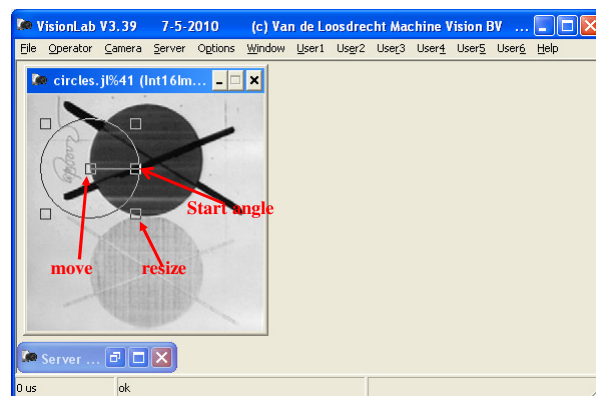 VisionLab V3.39 7-5-2010 (c) Van de Loosdrecht Machine Vision BV ...
File Operator Camera Server Options Window User1 User2 User3 User4 User5 User6 Help
circles.jl%41 (Int16Im...
Start angle
move
resize
Server ...
0 us
ok